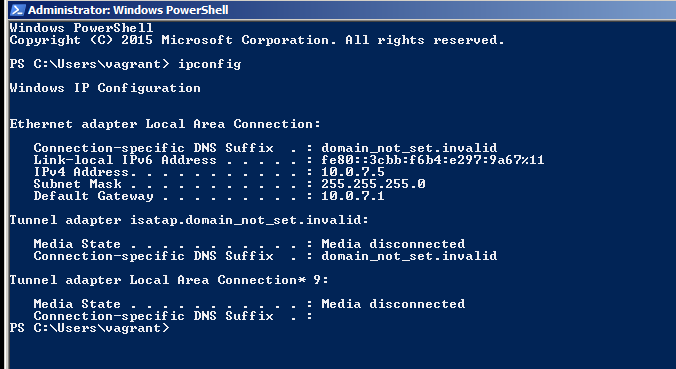 Administrator: Windows PowerShell
Windows PowerShell
Copyright (C) 2015 Microsoft Corporation. All rights reserved.
PS C:\Users\vagrant> ipconfig
Windows IP Configuration
Ethernet adapter Local Area Connection:
Connection-specific DNS Suffix  . : domain_not_set.invalid
Link-local IPv6 Address . . . . . : fe80::3cbb:f6b4:e297:9a67%11
IPv4 Address. . . . . . . . . . . : 10.0.7.5
Subnet Mask . . . . . . . . . . . : 255.255.255.0
Default Gateway . . . . . . . . . : 10.0.7.1
Tunnel adapter isatap.domain_not_set.invalid:
Media State . . . . . . . . . . . : Media disconnected
Connection-specific DNS Suffix  . : domain_not_set.invalid
Tunnel adapter Local Area Connection* 9:
Media State . . . . . . . . . . . : Media disconnected
Connection-specific DNS Suffix  . :
PS C:\Users\vagrant>